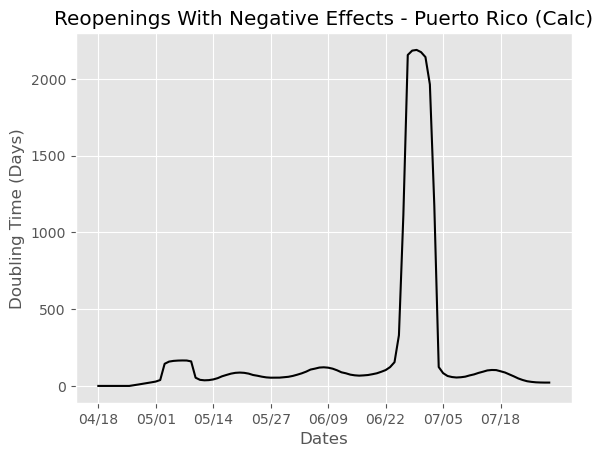 Reopenings With Negative Effects - Puerto Rico (Calc)
Doubling Time (Days)
2000
1500
1000
500
0
04/18 05/01 05/14 05/27 06/09 06/22 07/05 07/18
Dates